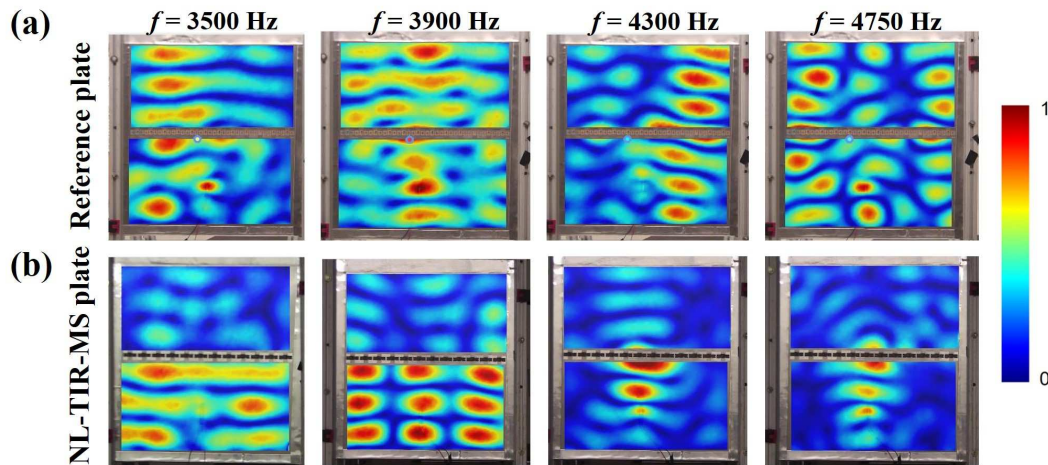 (a)
f = 3500 Hz
f = 3900 Hz
f = 4300 Hz
f = 4750 Hz
Reference plate
1
(b)
NL-TIR-MS plate
0